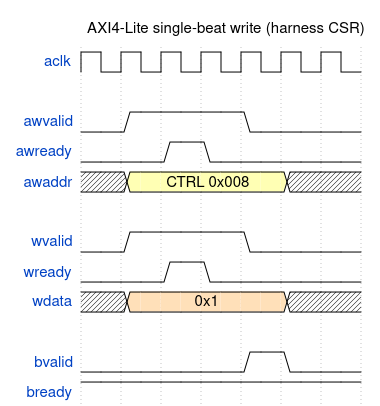 AXI4-Lite single-beat write (harness CSR)
aclk
awvalid
awready
awaddr CTRL 0x008
wvalid
wready
wdata 0x1
bvalid
bready